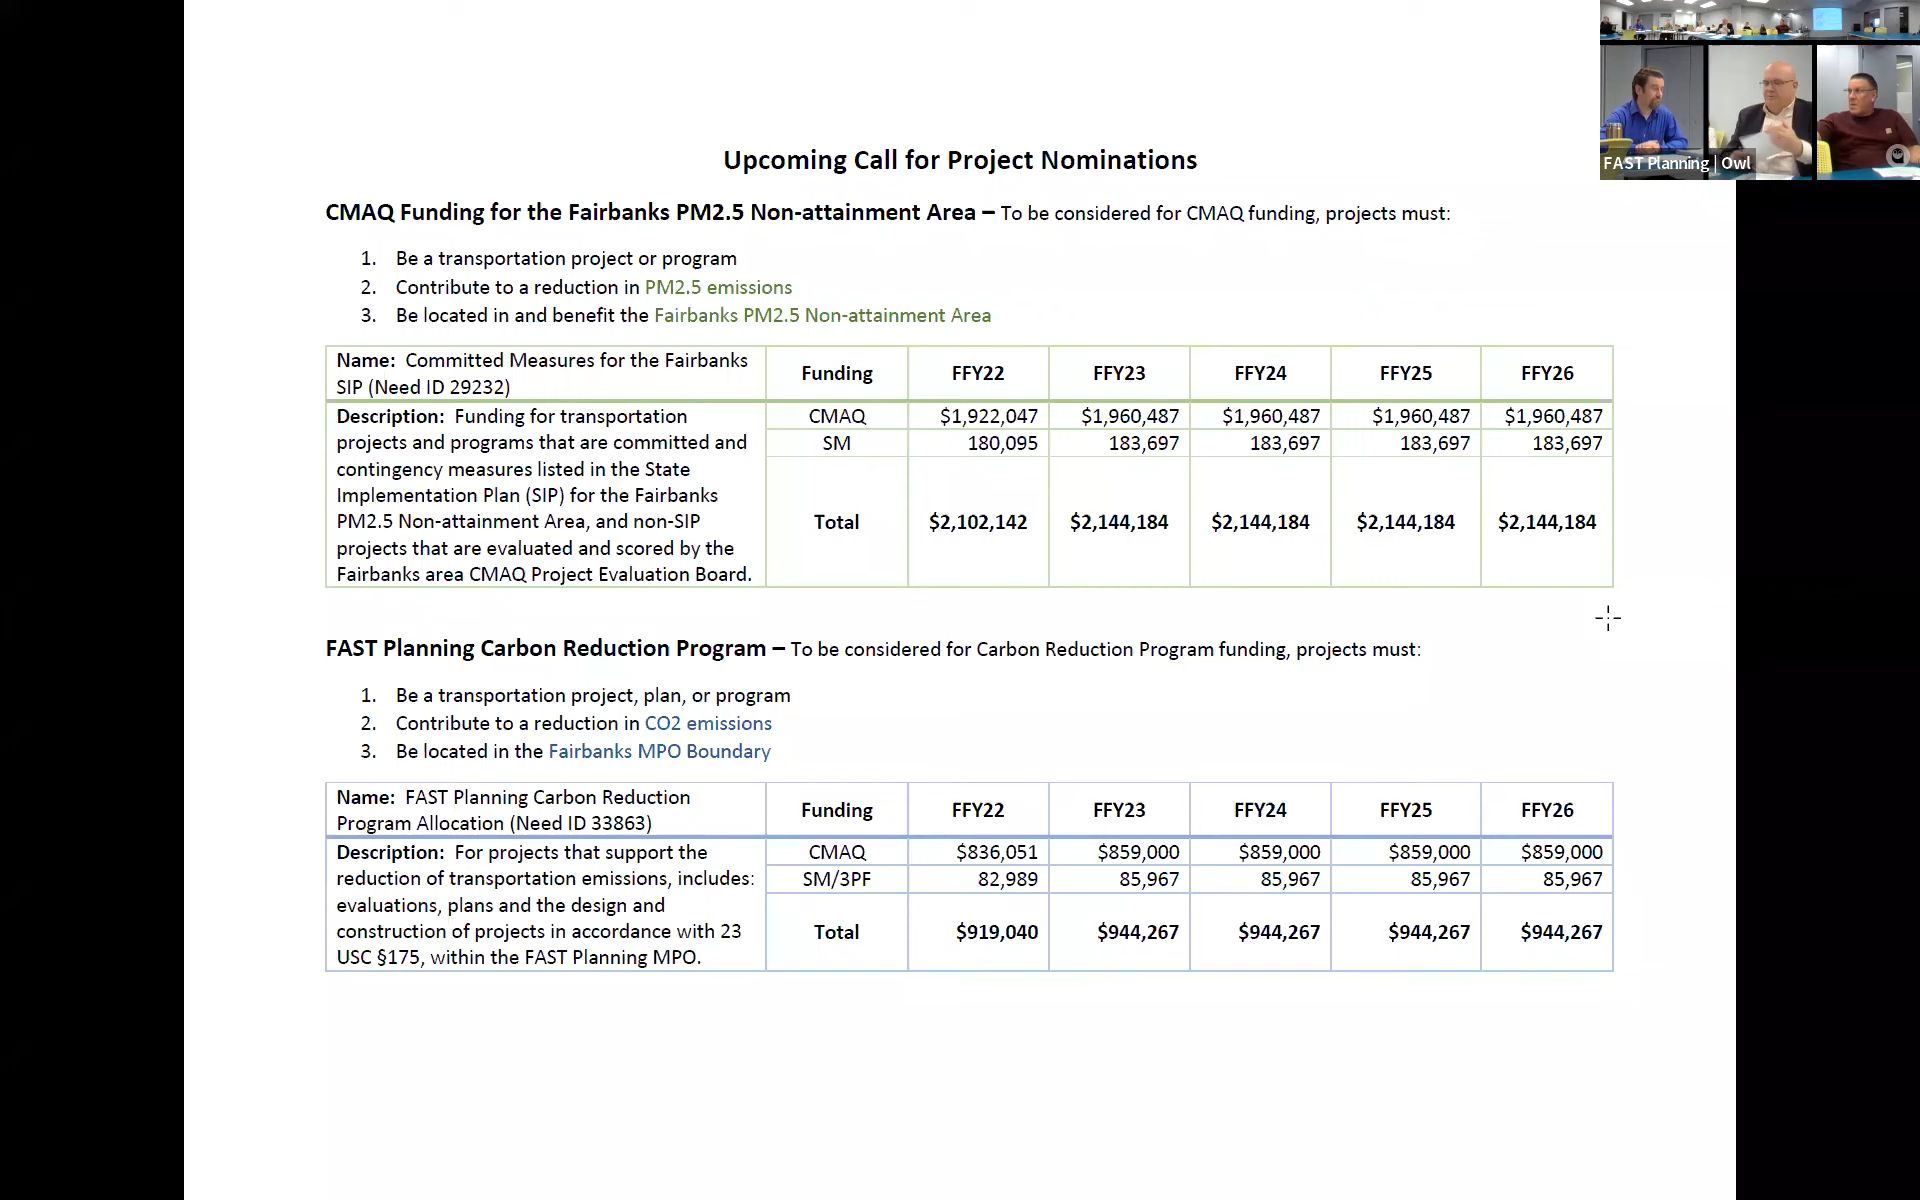 Upcoming Call for Project Nominations
FAST Planning | Owl
CMAQ Funding for the Fairbanks PM2.5 Non-attainment Area – To be considered for CMAQ funding, projects must:
1. Be a transportation project or program
2. Contribute to a reduction in PM2.5 emissions
3. Be located in and benefit the Fairbanks PM2.5 Non-attainment Area
Name: Committed Measures for the Fairbanks
SIP (Need ID 29232)
Funding FFY22 FFY23 FFY24 FFY25 FFY26
Description: Funding for transportation
projects and programs that are committed and
contingency measures listed in the State
Implementation Plan (SIP) for the Fairbanks
PM2.5 Non-attainment Area, and non-SIP
projects that are evaluated and scored by the
Fairbanks area CMAQ Project Evaluation Board.
CMAQ $1,922,047 $1,960,487 $1,960,487 $1,960,487 $1,960,487
SM 180,095 183,697 183,697 183,697 183,697
Total $2,102,142 $2,144,184 $2,144,184 $2,144,184 $2,144,184
FAST Planning Carbon Reduction Program – To be considered for Carbon Reduction Program funding, projects must:
1. Be a transportation project, plan, or program
2. Contribute to a reduction in CO2 emissions
3. Be located in the Fairbanks MPO Boundary
Name: FAST Planning Carbon Reduction
Program Allocation (Need ID 33863)
Funding FFY22 FFY23 FFY24 FFY25 FFY26
Description: For projects that support the
reduction of transportation emissions, includes:
evaluations, plans and the design and
construction of projects in accordance with 23
USC §175, within the FAST Planning MPO.
CMAQ $836,051 $859,000 $859,000 $859,000 $859,000
SM/3PF 82,989 85,967 85,967 85,967 85,967
Total $919,040 $944,267 $944,267 $944,267 $944,267